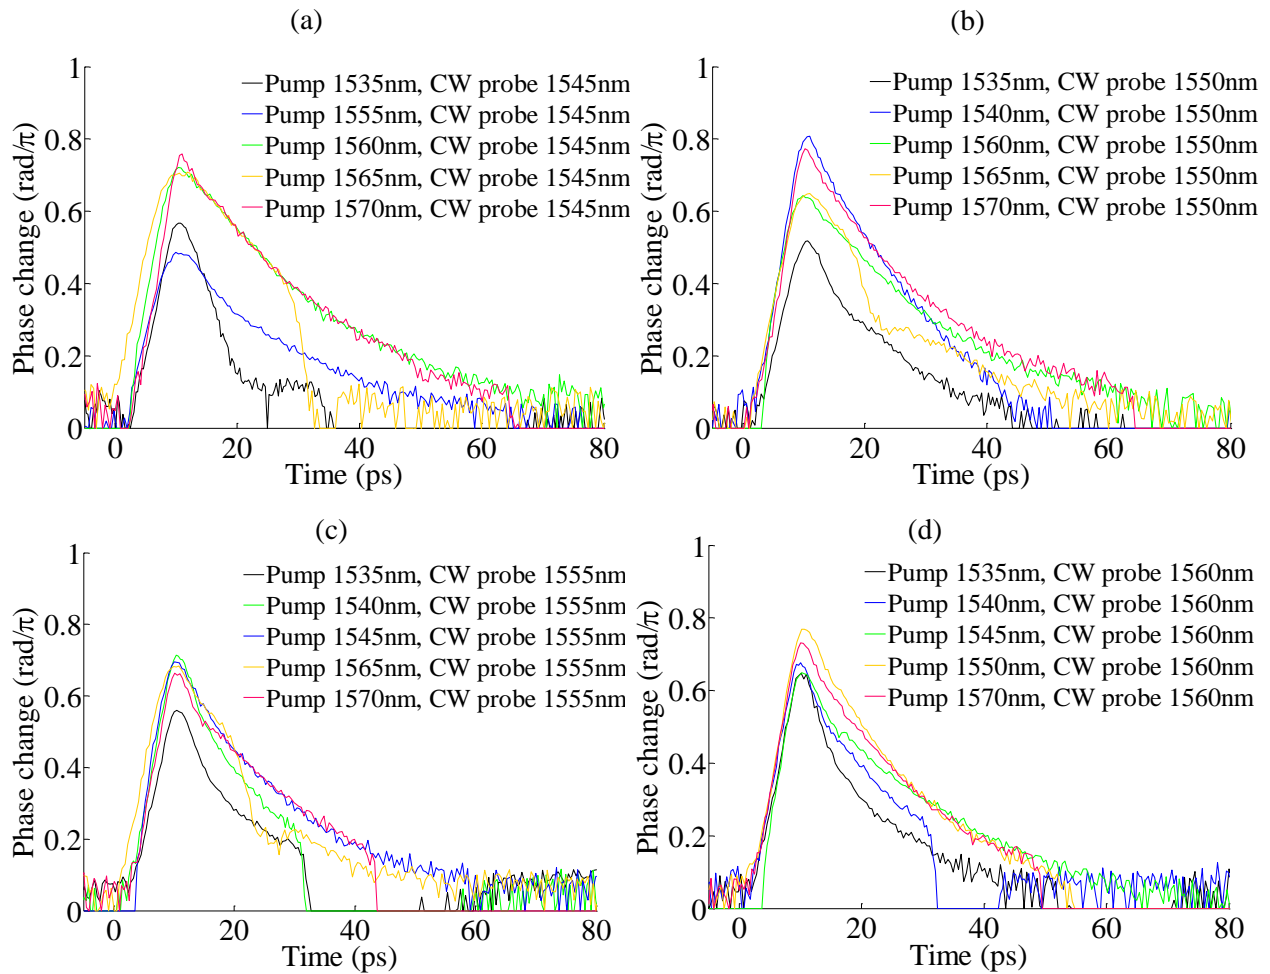 (a)
Phase change (rad/π)
1
0.8
0.6
0.4
0.2
0
Pump 1535nm, CW probe 1545nm
Pump 1555nm, CW probe 1545nm
Pump 1560nm, CW probe 1545nm
Pump 1565nm, CW probe 1545nm
Pump 1570nm, CW probe 1545nm
0 20 40 60 80
Time (ps)
(b)
Phase change (rad/π)
1
0.8
0.6
0.4
0.2
0
Pump 1535nm, CW probe 1550nm
Pump 1540nm, CW probe 1550nm
Pump 1560nm, CW probe 1550nm
Pump 1565nm, CW probe 1550nm
Pump 1570nm, CW probe 1550nm
0 20 40 60 80
Time (ps)
(c)
Phase change (rad/π)
1
0.8
0.6
0.4
0.2
0
Pump 1535nm, CW probe 1555nm
Pump 1540nm, CW probe 1555nm
Pump 1545nm, CW probe 1555nm
Pump 1565nm, CW probe 1555nm
Pump 1570nm, CW probe 1555nm
0 20 40 60 80
Time (ps)
(d)
Phase change (rad/π)
1
0.8
0.6
0.4
0.2
0
Pump 1535nm, CW probe 1560nm
Pump 1540nm, CW probe 1560nm
Pump 1545nm, CW probe 1560nm
Pump 1550nm, CW probe 1560nm
Pump 1570nm, CW probe 1560nm
0 20 40 60 80
Time (ps)